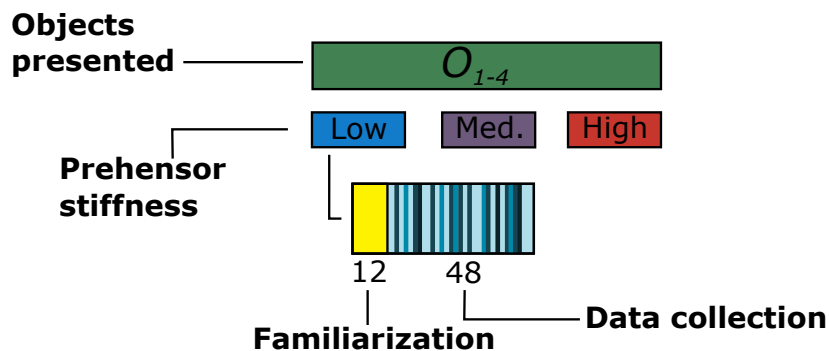 Objects
presented
O1-4
Low
Med.
High
Prehensor
stiffness
12
48
Familiarization
Data collection